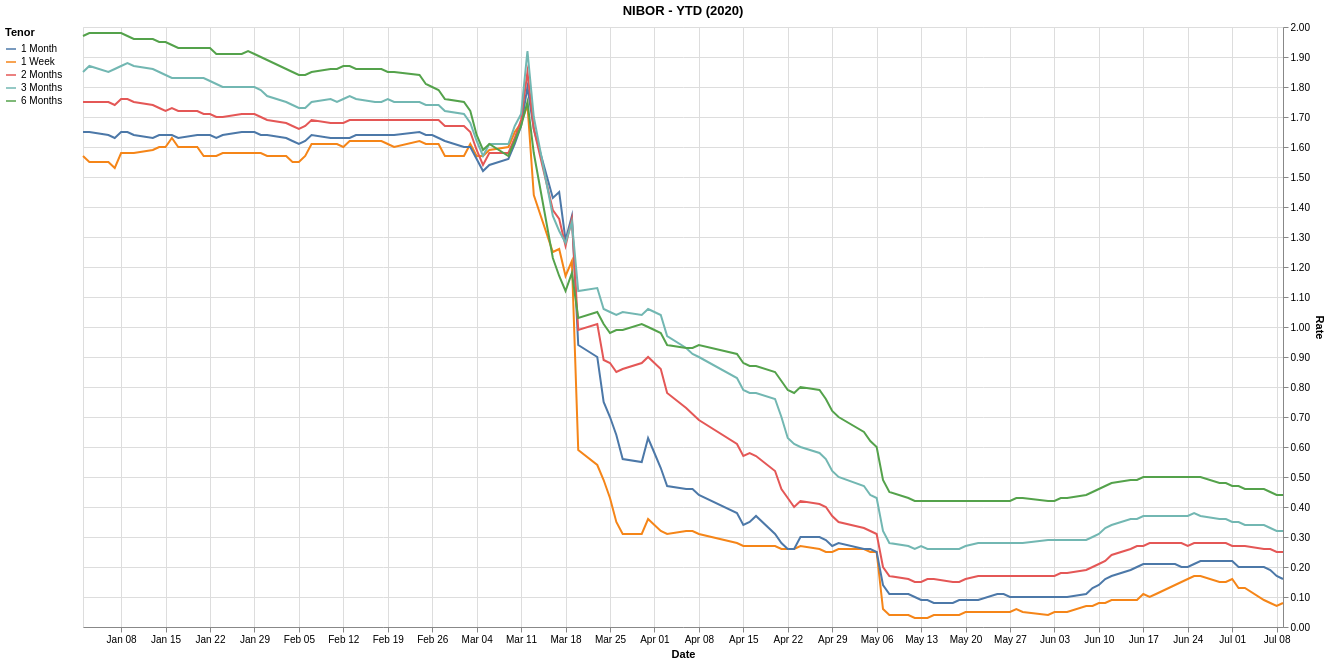 NIBOR - YTD (2020)
Tenor
1 Month
1 Week
2 Months
3 Months
6 Months
2.00
1.90
1.80
1.70
1.60
1.50
1.40
1.30
1.20
1.10
1.00
0.90
0.80
0.70
0.60
0.50
0.40
0.30
0.20
0.10
0.00
Rate
Jan 08 Jan 15 Jan 22 Jan 29 Feb 05 Feb 12 Feb 19 Feb 26 Mar 04 Mar 11 Mar 18 Mar 25 Apr 01 Apr 08 Apr 15 Apr 22 Apr 29 May 06 May 13 May 20 May 27 Jun 03 Jun 10 Jun 17 Jun 24 Jul 01 Jul 08
Date